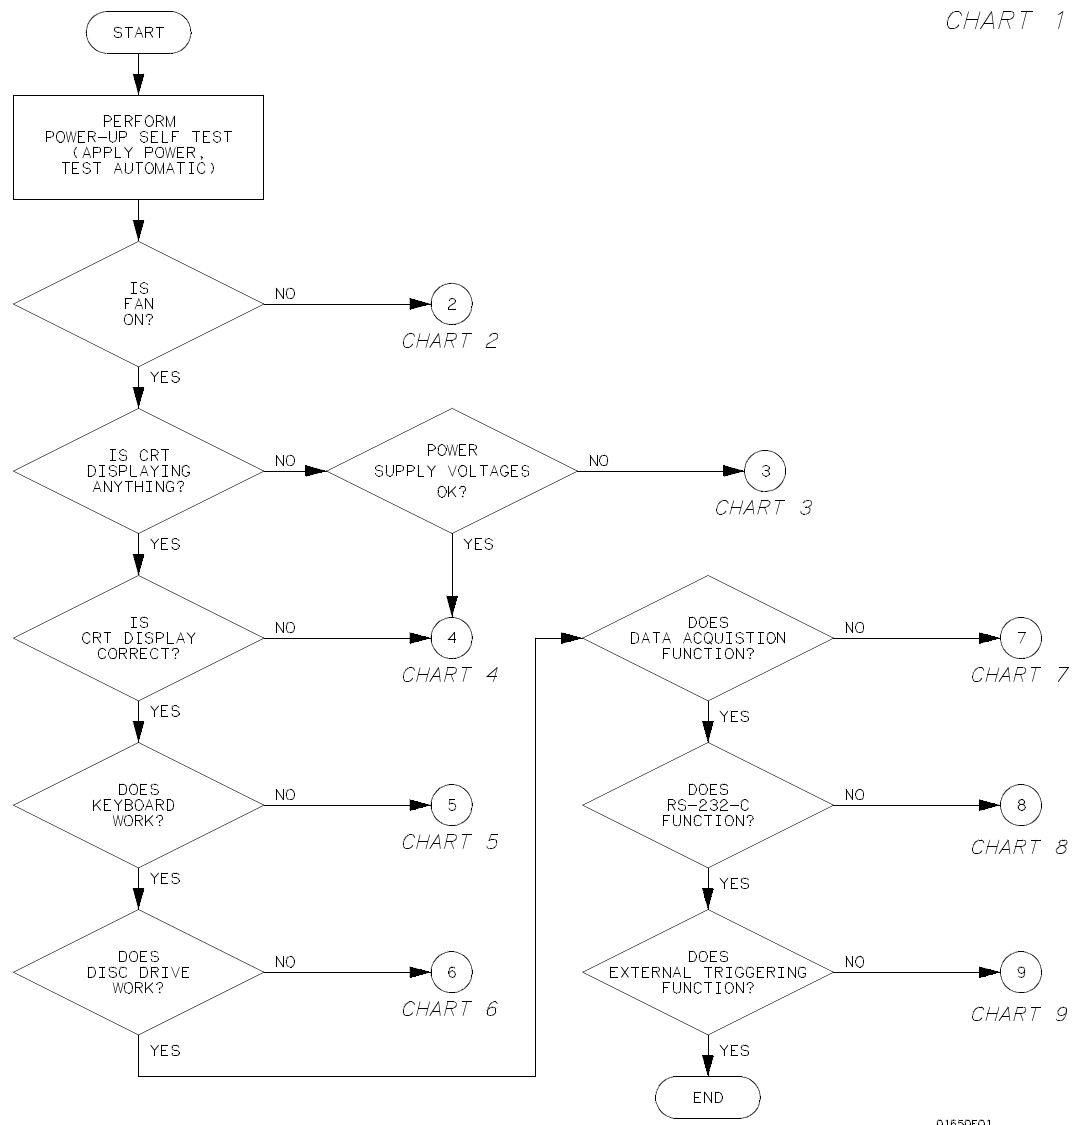 CHART 1
START
PERFORM
POWER-UP SELF TEST
(APPLY POWER,
TEST AUTOMATIC)
IS
FAN
ON?
NO
2
CHART 2
YES
IS CRT
DISPLAYING
ANYTHING?
NO
POWER
SUPPLY VOLTAGES
OK?
NO
3
CHART 3
YES
YES
IS
CRT DISPLAY
CORRECT?
NO
4
CHART 4
YES
DOES
KEYBOARD
WORK?
NO
5
CHART 5
YES
DOES
DISC DRIVE
WORK?
NO
6
CHART 6
YES
DOES
DATA ACQUISTION
FUNCTION?
NO
7
CHART 7
YES
DOES
RS-232-C
FUNCTION?
NO
8
CHART 8
YES
DOES
EXTERNAL TRIGGERING
FUNCTION?
NO
9
CHART 9
YES
END